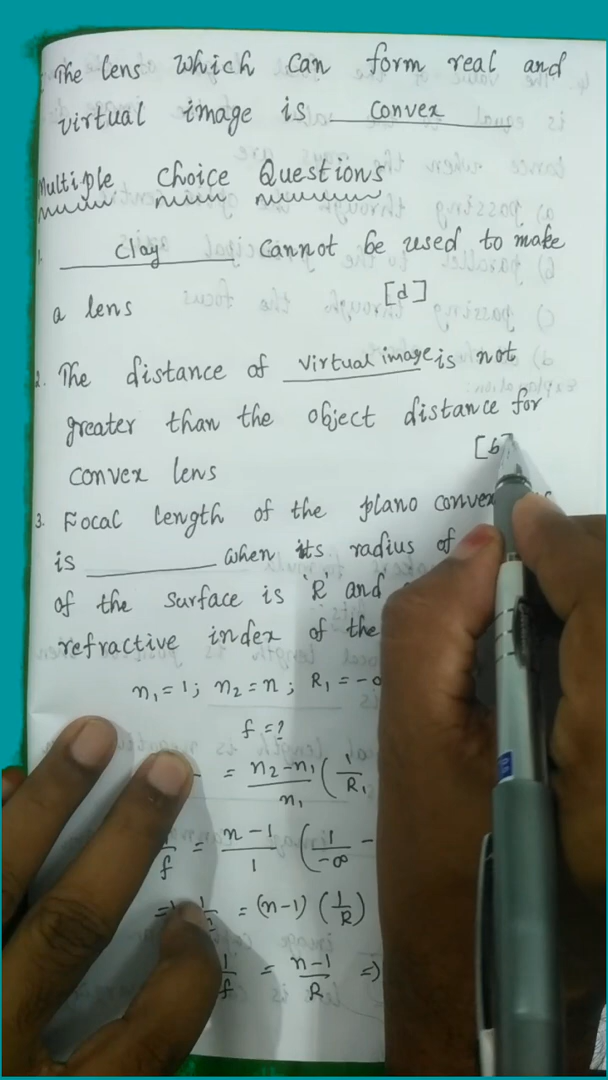 The lens which can form real and
virtual image is convex
Multiple Choice Questions
1. Clay cannot be used to make
a lens [d]
2. The distance of virtual image is not
greater than the object distance for
convex lens [b]
3. Focal length of the plano convex
is ______ when its radius of
of the surface is 'R' and
refractive index of the
n₁ = 1; n₂ = n; R₁ = -∞
f = ?
= n₂-n₁/n₁ (1/R₁
1/f = n-1/1 (1/-∞ -
= (n-1) (1/R)
1/f = n-1/R =>